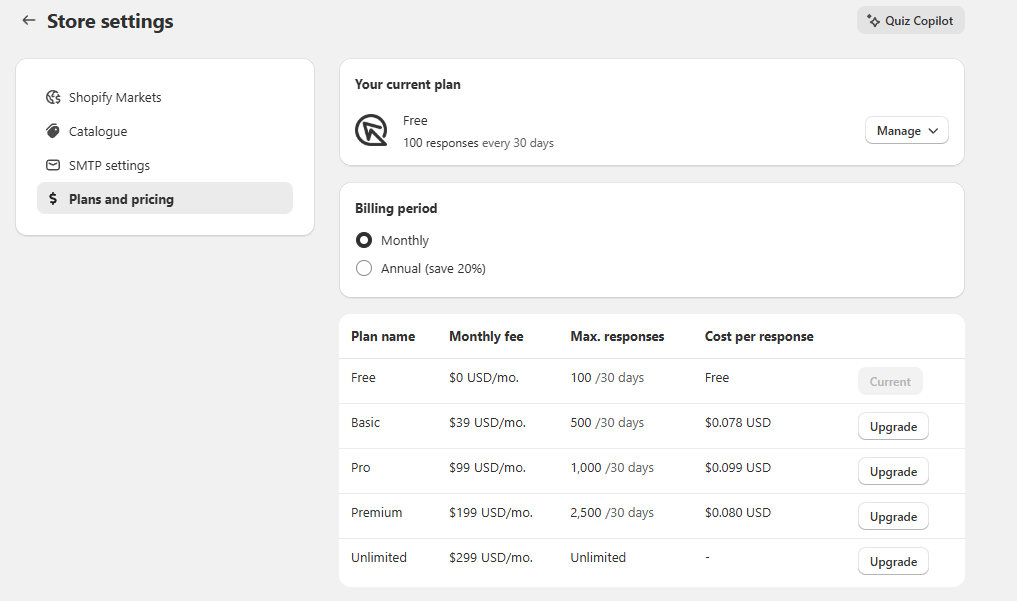 Store settings
Quiz Copilot
Shopify Markets
Catalogue
SMTP settings
Plans and pricing
Your current plan
Free
100 responses every 30 days
Manage
Billing period
Monthly
Annual (save 20%)
Plan name Monthly fee Max. responses Cost per response
Free $0 USD/mo. 100 /30 days Free Current
Basic $39 USD/mo. 500 /30 days $0.078 USD Upgrade
Pro $99 USD/mo. 1,000 /30 days $0.099 USD Upgrade
Premium $199 USD/mo. 2,500 /30 days $0.080 USD Upgrade
Unlimited $299 USD/mo. Unlimited - Upgrade